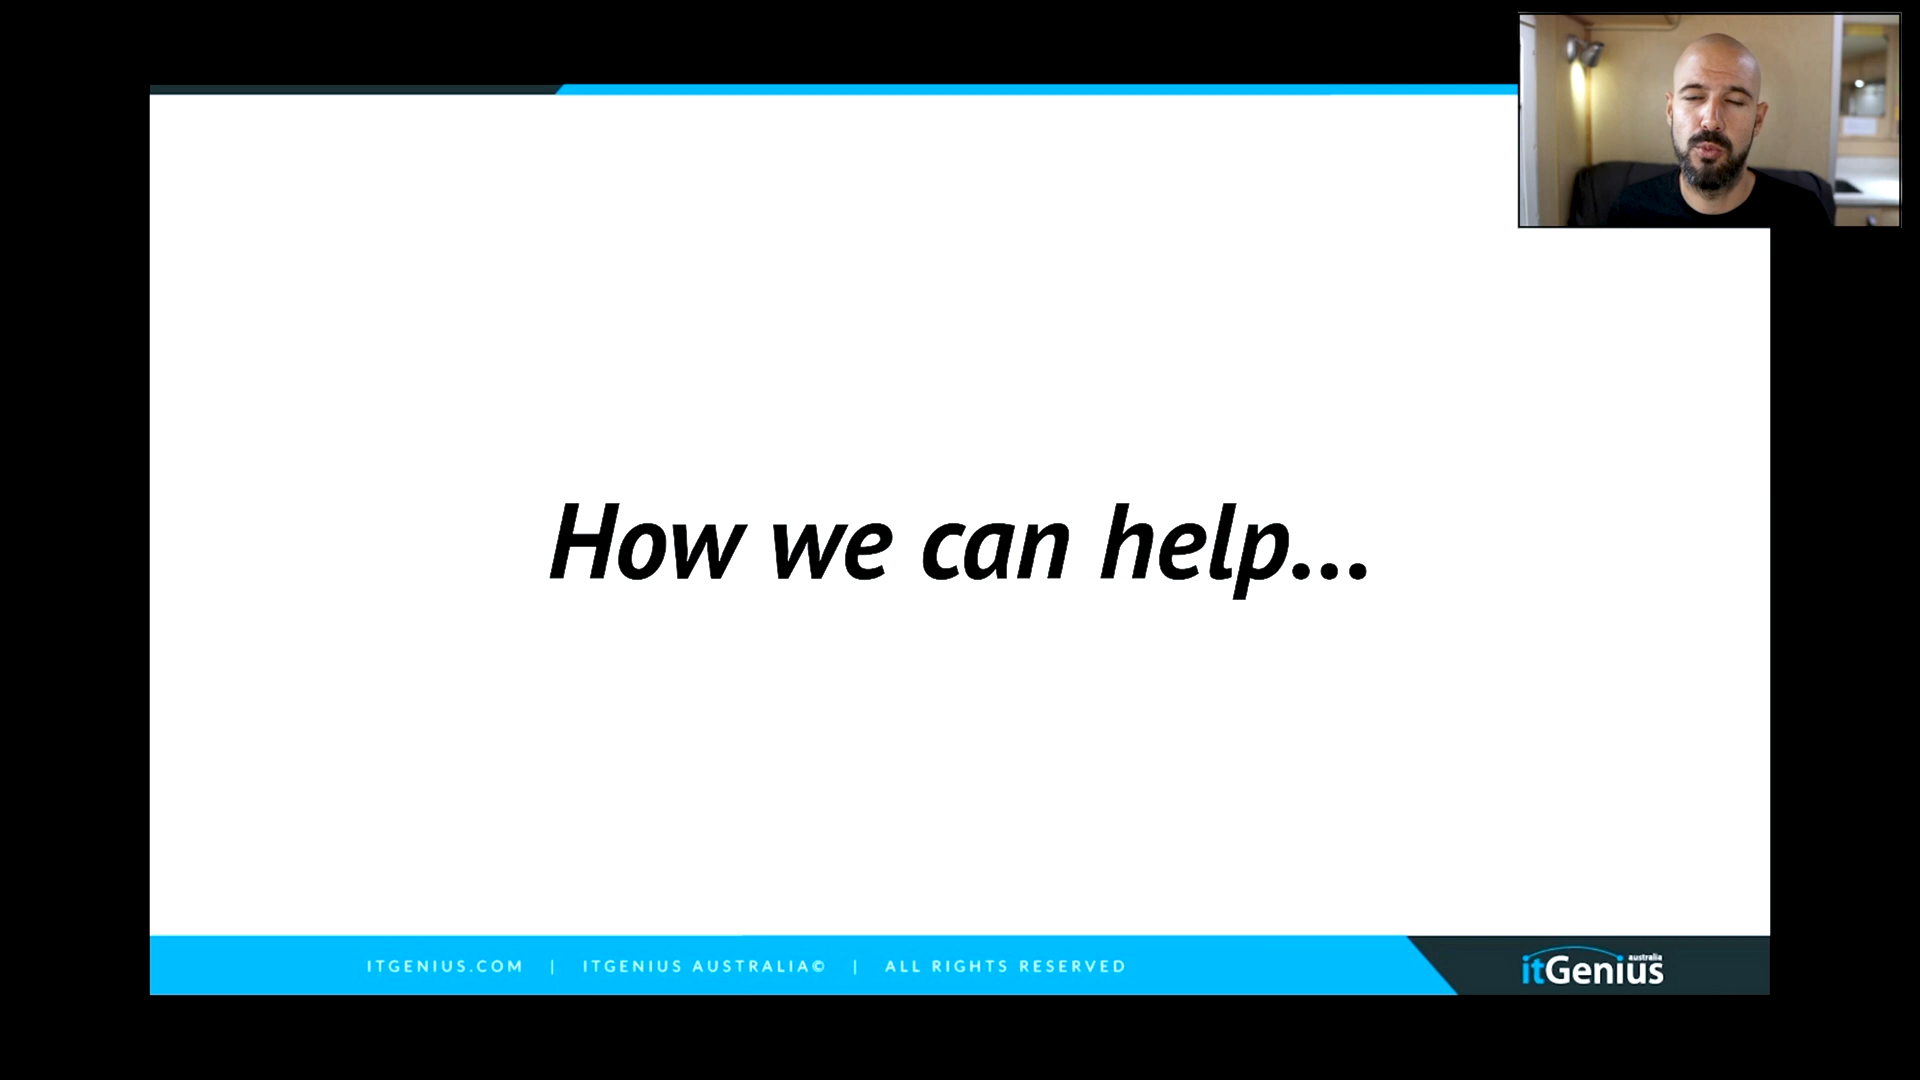 How we can help...
ITGENIUS.COM | ITGENIUS AUSTRALIA© | ALL RIGHTS RESERVED
itGenius australia